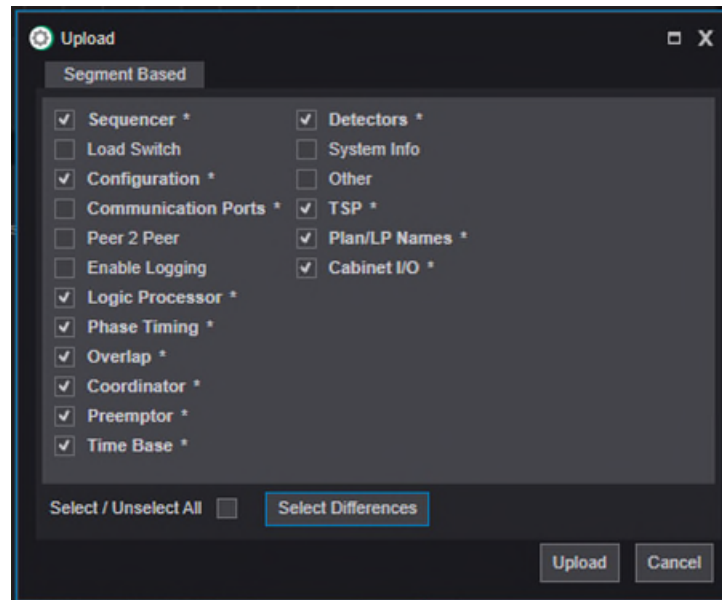 Upload
X
Segment Based
Sequencer *
Load Switch
Configuration *
Communication Ports *
Peer 2 Peer
Enable Logging
Logic Processor *
Phase Timing *
Overlap *
Coordinator *
Preemptor *
Time Base *
Detectors *
System Info
Other
TSP *
Plan/LP Names *
Cabinet I/O *
Select / Unselect All
Select Differences
Upload
Cancel